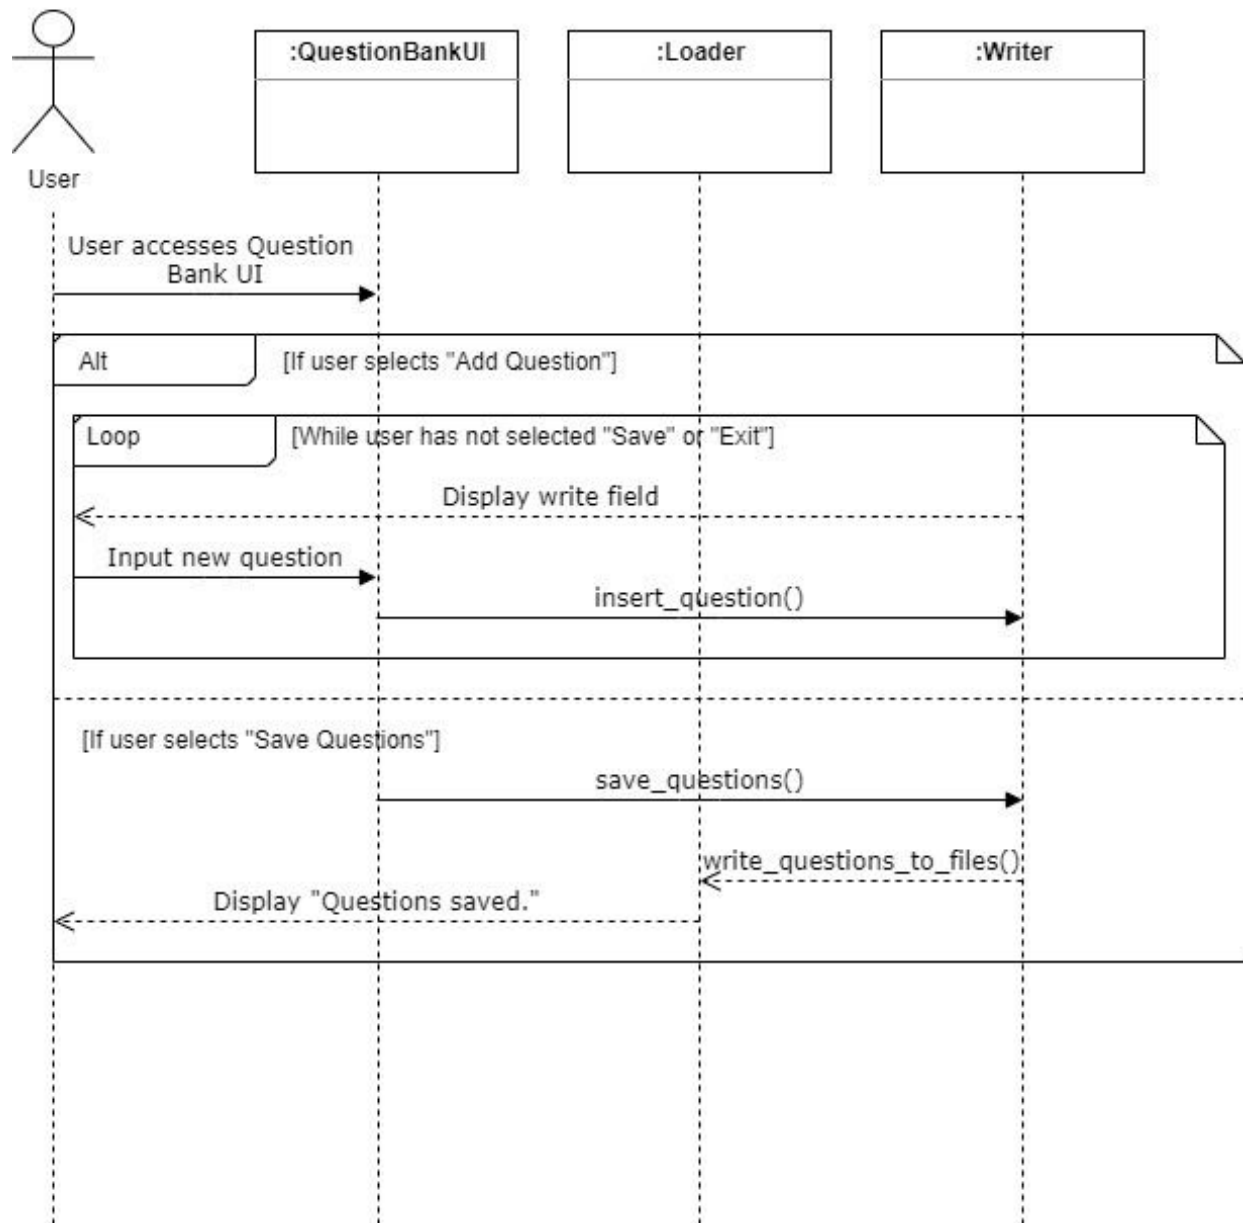 :QuestionBankUI
:Loader
:Writer
User
User accesses Question
Bank UI
Alt
[If user selects "Add Question"]
Loop
[While user has not selected "Save" or "Exit"]
Display write field
Input new question
insert_question()
[If user selects "Save Questions"]
save_questions()
write_questions_to_files()
Display "Questions saved."